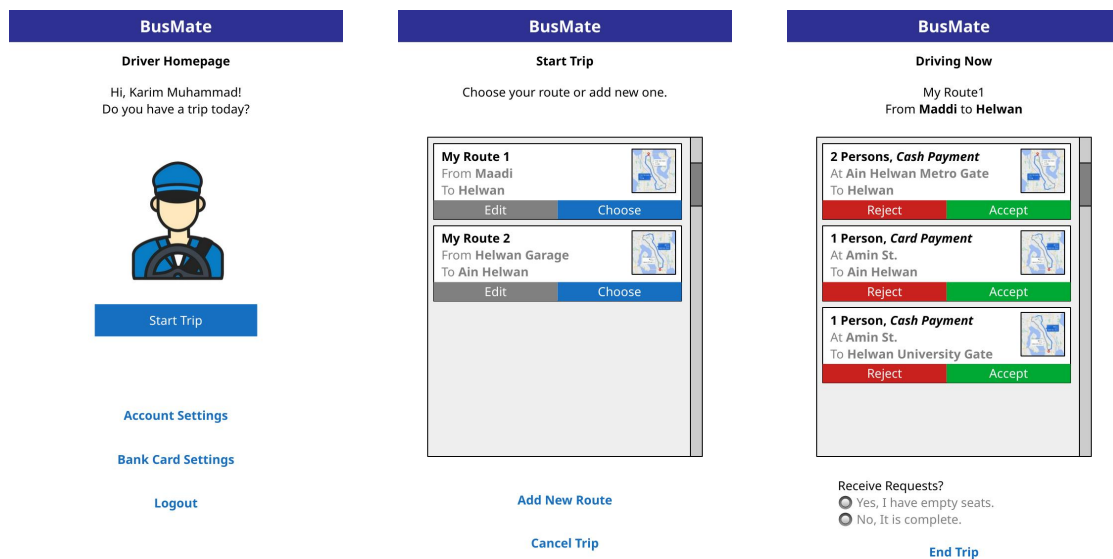 BusMate
Driver Homepage
Hi, Karim Muhammad!
Do you have a trip today?
Start Trip
Account Settings
Bank Card Settings
Logout
BusMate
Start Trip
Choose your route or add new one.
My Route 1
From Maadi
To Helwan
Edit Choose
My Route 2
From Helwan Garage
To Ain Helwan
Edit Choose
Add New Route
Cancel Trip
BusMate
Driving Now
My Route1
From Maddi to Helwan
2 Persons, Cash Payment
At Ain Helwan Metro Gate
To Helwan
Reject Accept
1 Person, Card Payment
At Amin St.
To Ain Helwan
Reject Accept
1 Person, Cash Payment
At Amin St.
To Helwan University Gate
Reject Accept
Receive Requests?
Yes, I have empty seats.
No, It is complete.
End Trip